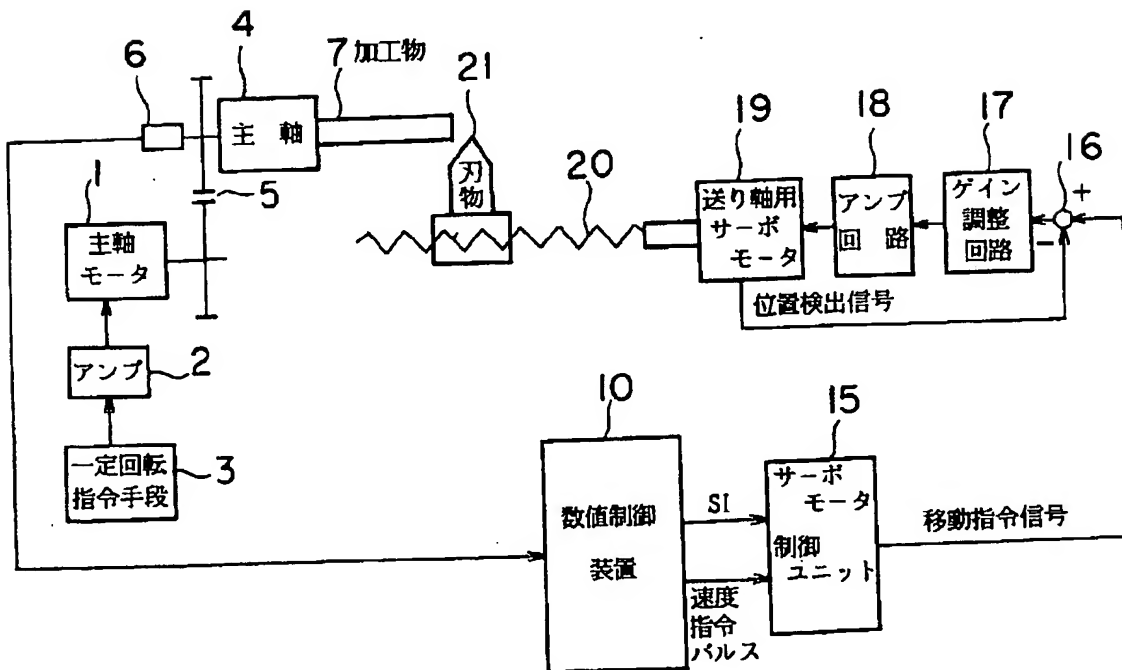 4
7 加工物
6
21
主 軸
19
18
17
16
1
5
20
刃
物
送り軸用
サーボ
モータ
アンプ
回 路
ゲイン
調整
回路
+
−
主軸
モータ
位置検出信号
アンプ
2
10
15
一定回転
指令手段
3
数値制御
装置
SI
サーボ
モータ
制御
ユニット
移動指令信号
速度
指令
パルス